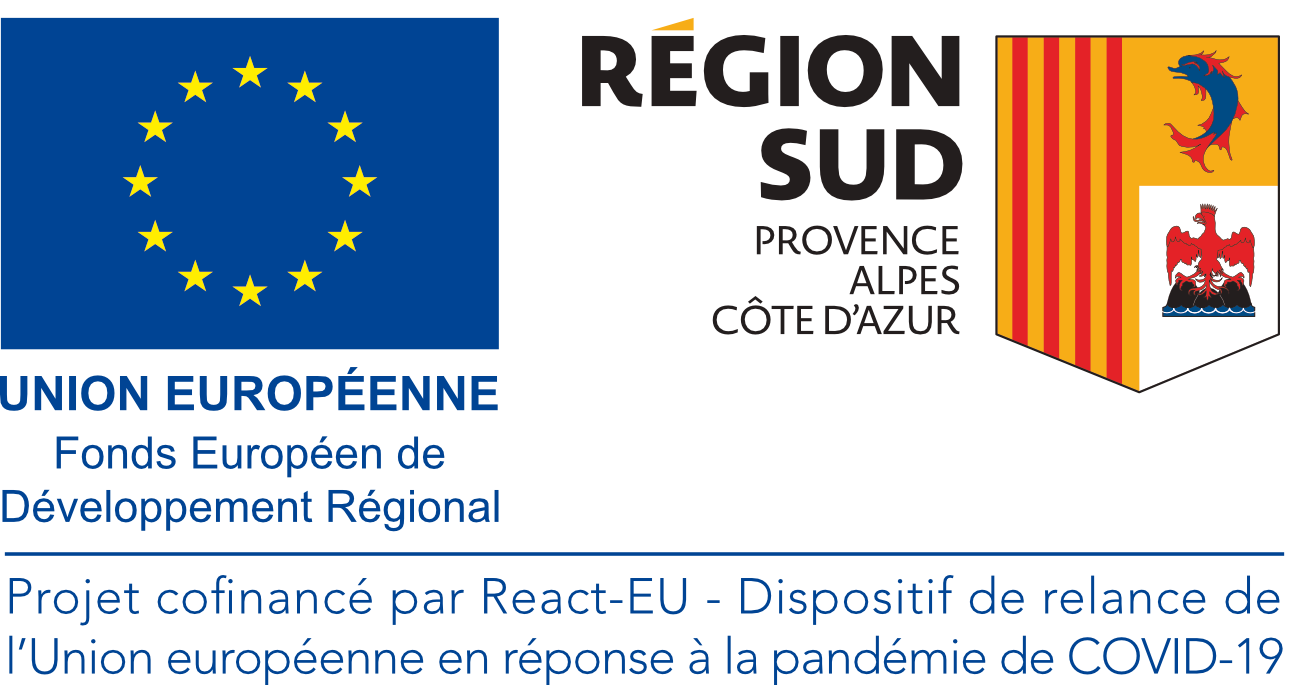 UNION EUROPÉENNE
Fonds Européen de
Développement Régional
RÉGION
SUD
PROVENCE
ALPES
CÔTE D'AZUR
Projet cofinancé par React-EU - Dispositif de relance de
l'Union européenne en réponse à la pandémie de COVID-19